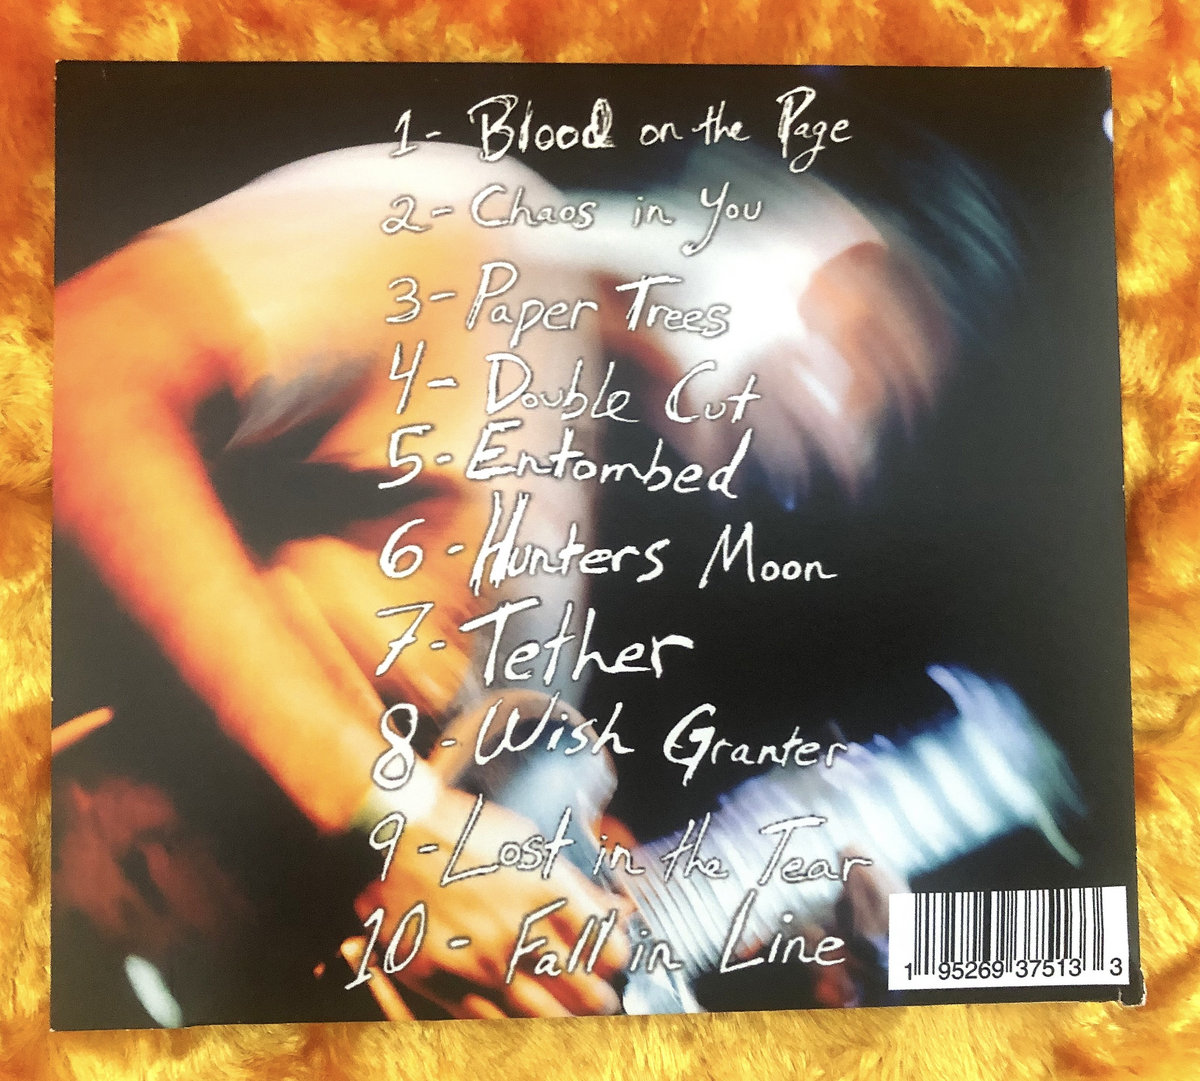 1- Blood on the Page
2- Chaos in You
3- Paper Trees
4- Double Cut
5- Entombed
6- Hunters Moon
7- Tether
8- Wish Granter
9- Lost in the Tear
10- Fall in Line
1 95269 37513 3